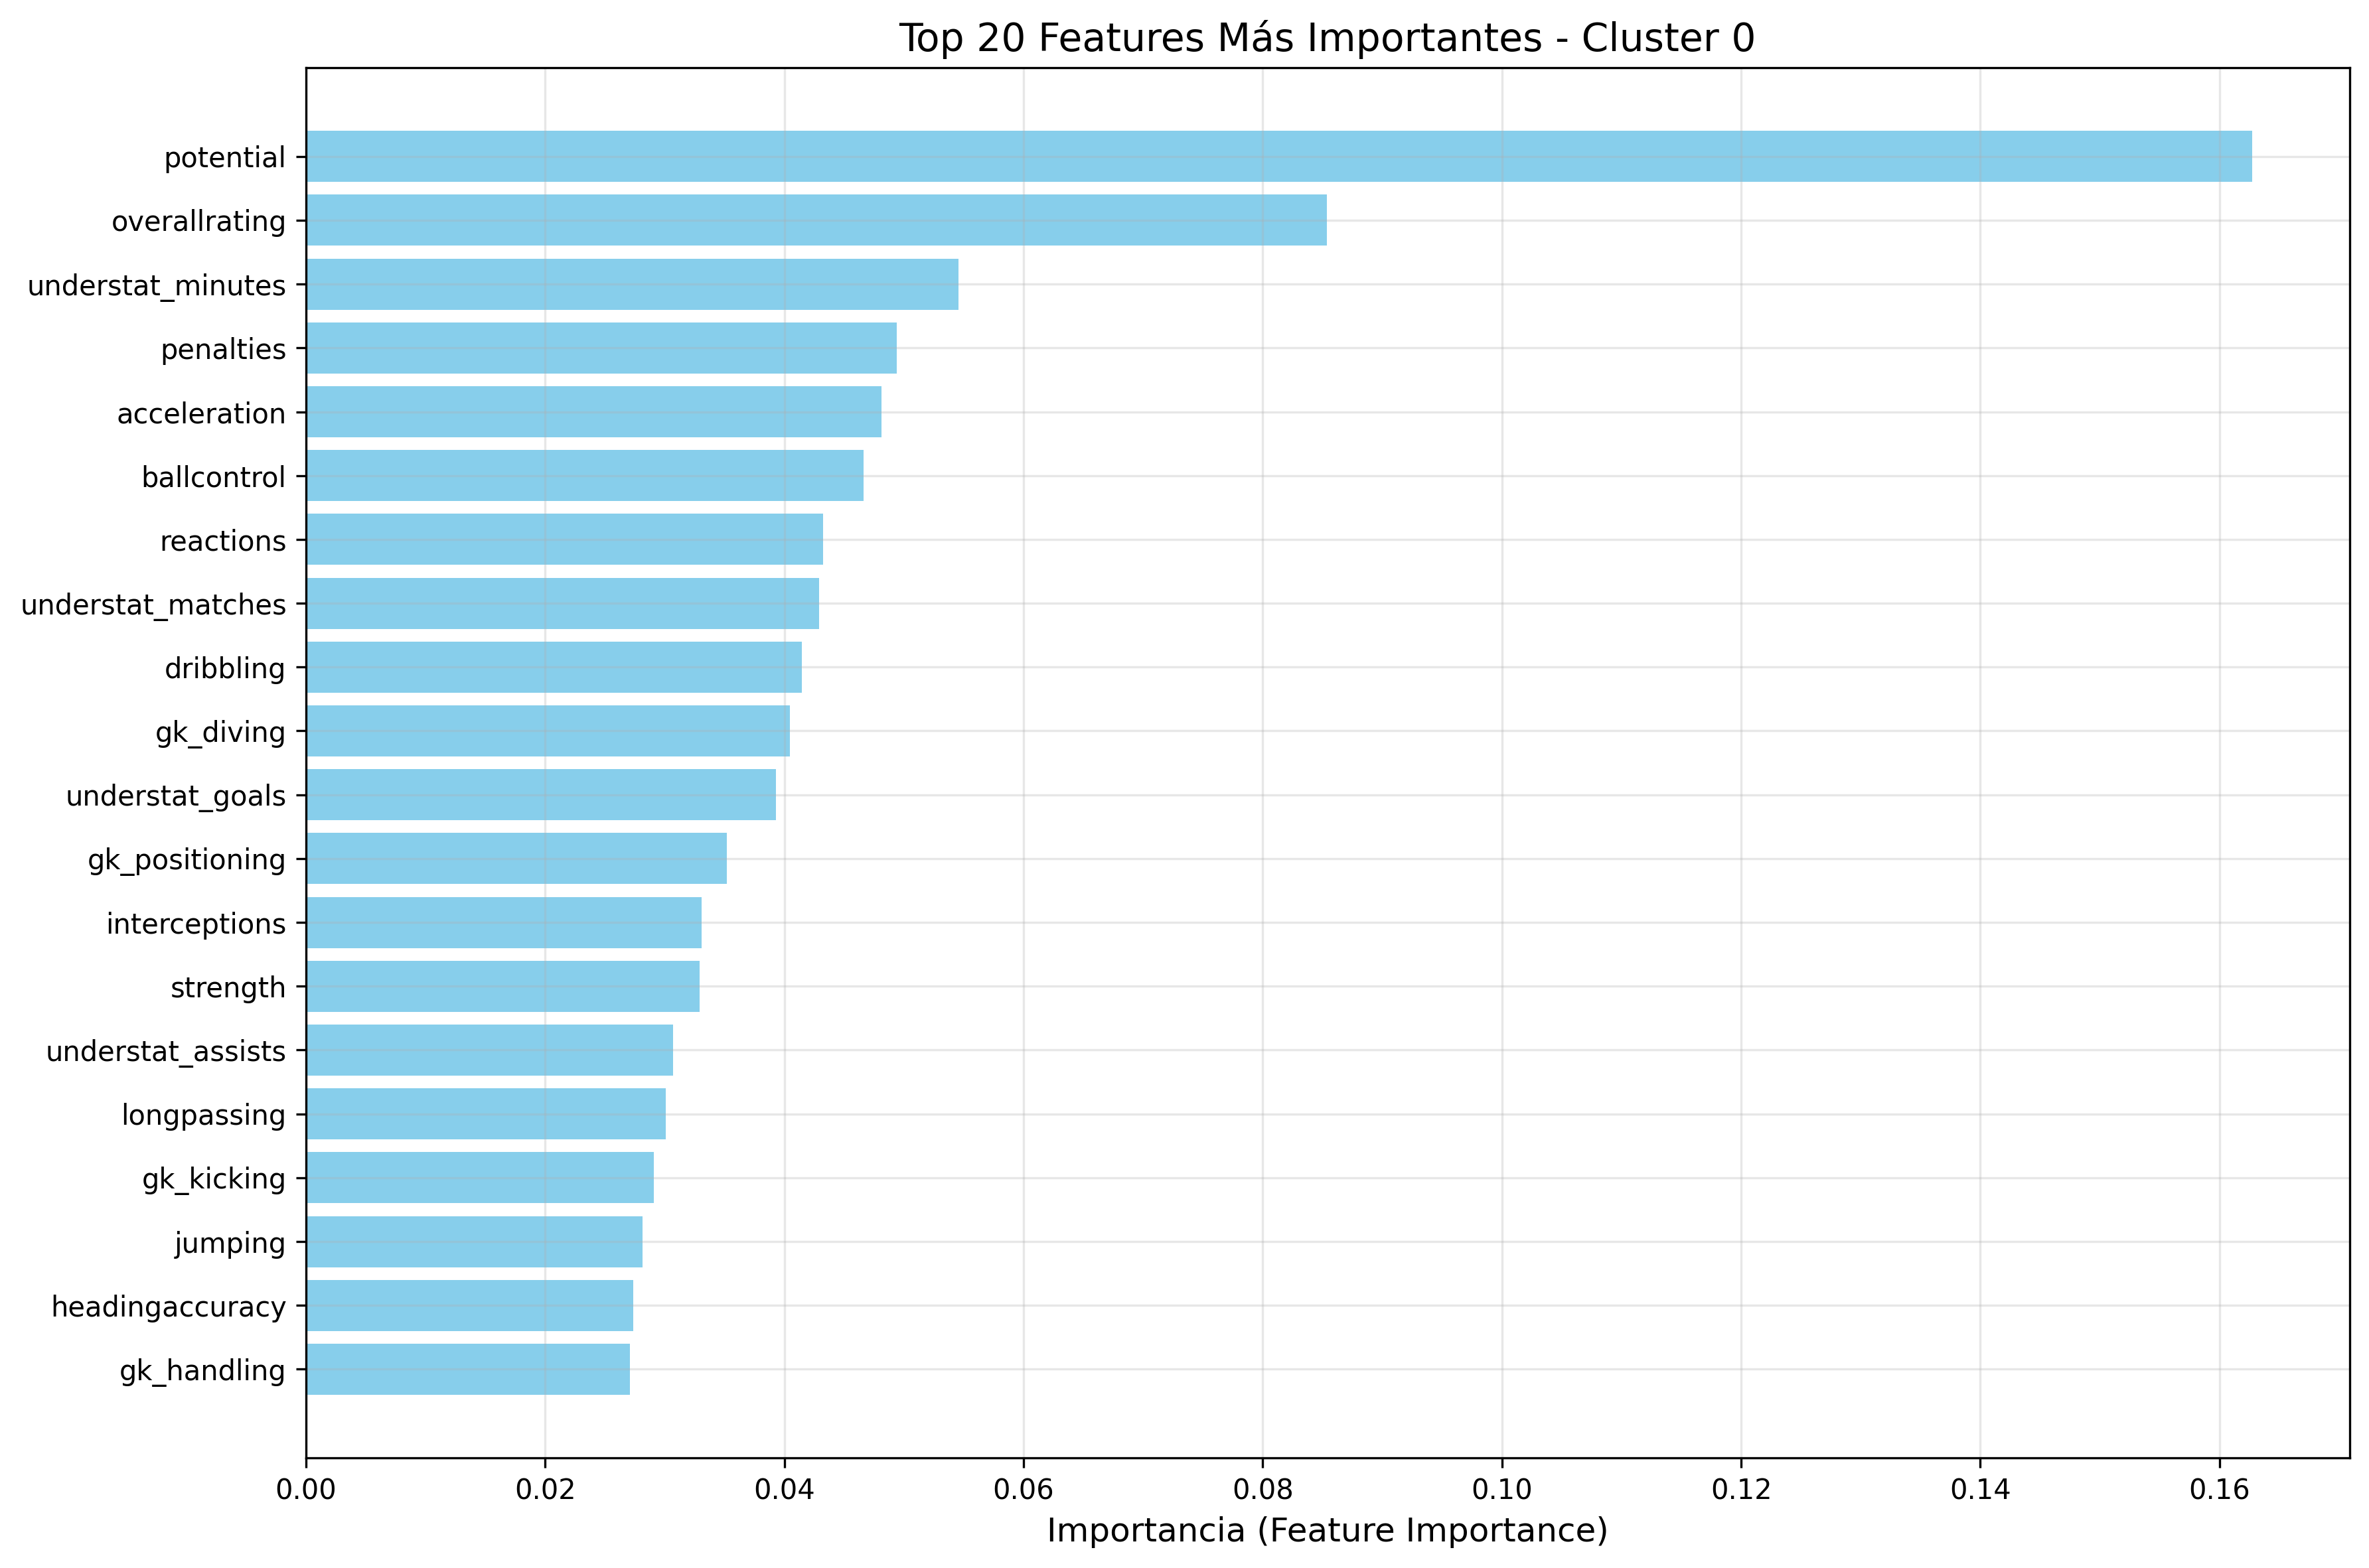 Top 20 Features Más Importantes - Cluster 0
potential
overallrating
understat_minutes
penalties
acceleration
ballcontrol
reactions
understat_matches
dribbling
gk_diving
understat_goals
gk_positioning
interceptions
strength
understat_assists
longpassing
gk_kicking
jumping
headingaccuracy
gk_handling
0.00 0.02 0.04 0.06 0.08 0.10 0.12 0.14 0.16
Importancia (Feature Importance)